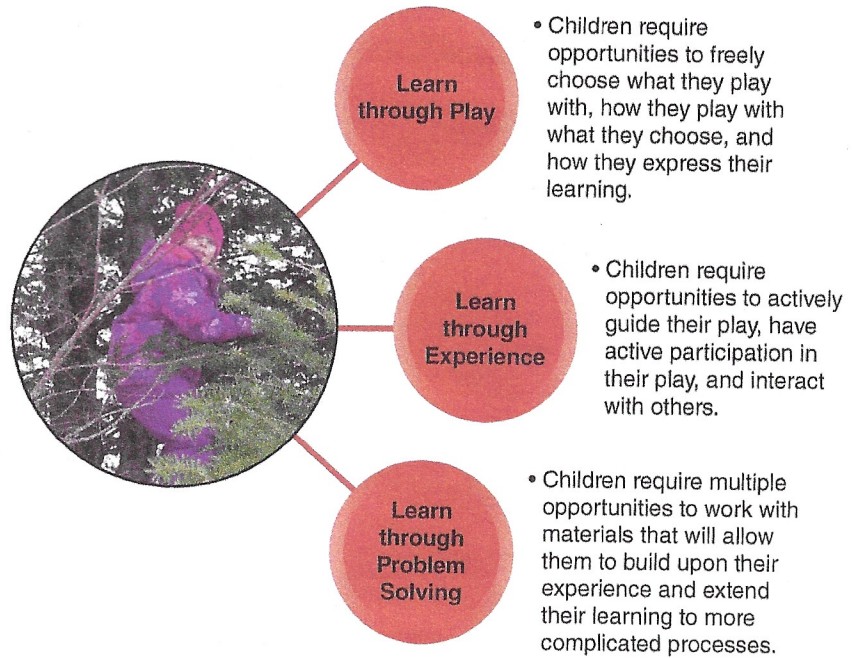 Learn
through Play
• Children require
opportunities to freely
choose what they play
with, how they play with
what they choose, and
how they express their
learning.
Learn
through
Experience
• Children require
opportunities to actively
guide their play, have
active participation in
their play, and interact
with others.
Learn
through
Problem
Solving
• Children require multiple
opportunities to work with
materials that will allow
them to build upon their
experience and extend
their learning to more
complicated processes.